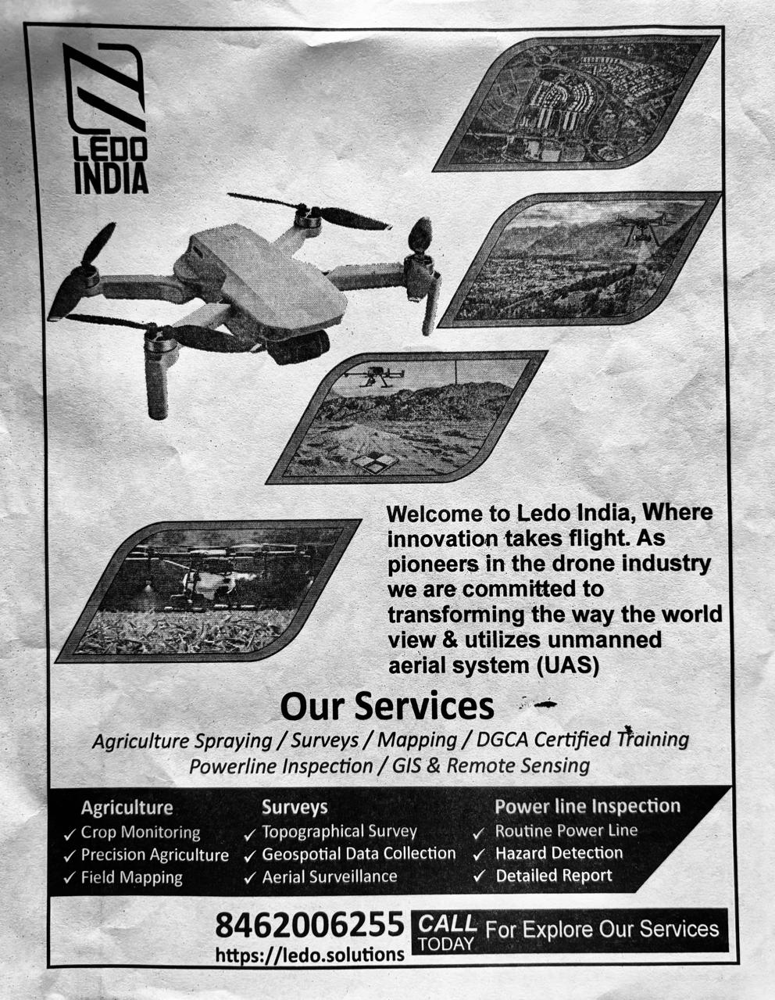 LEDO
INDIA
Welcome to Ledo India, Where
innovation takes flight. As
pioneers in the drone industry
we are committed to
transforming the way the world
view & utilizes unmanned
aerial system (UAS)
Our Services
Agriculture Spraying / Surveys / Mapping / DGCA Certified Training
Powerline Inspection / GIS & Remote Sensing
Agriculture
✓ Crop Monitoring
✓ Precision Agriculture
✓ Field Mapping
Surveys
✓ Topographical Survey
✓ Geospatial Data Collection
✓ Aerial Surveillance
Power line Inspection
✓ Routine Power Line
✓ Hazard Detection
✓ Detailed Report
8462006255
https://ledo.solutions
CALL
TODAY
For Explore Our Services